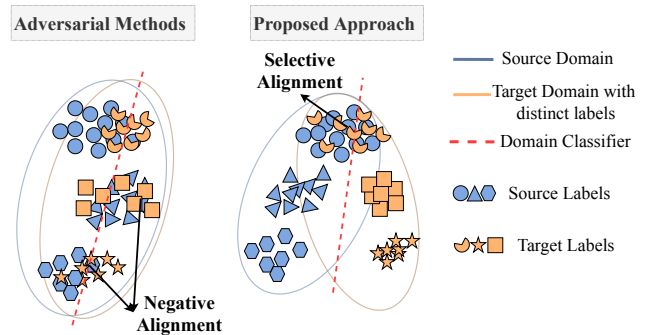 Adversarial Methods
Proposed Approach
Selective
Alignment
Negative
Alignment
Source Domain
Target Domain with
distinct labels
Domain Classifier
Source Labels
Target Labels